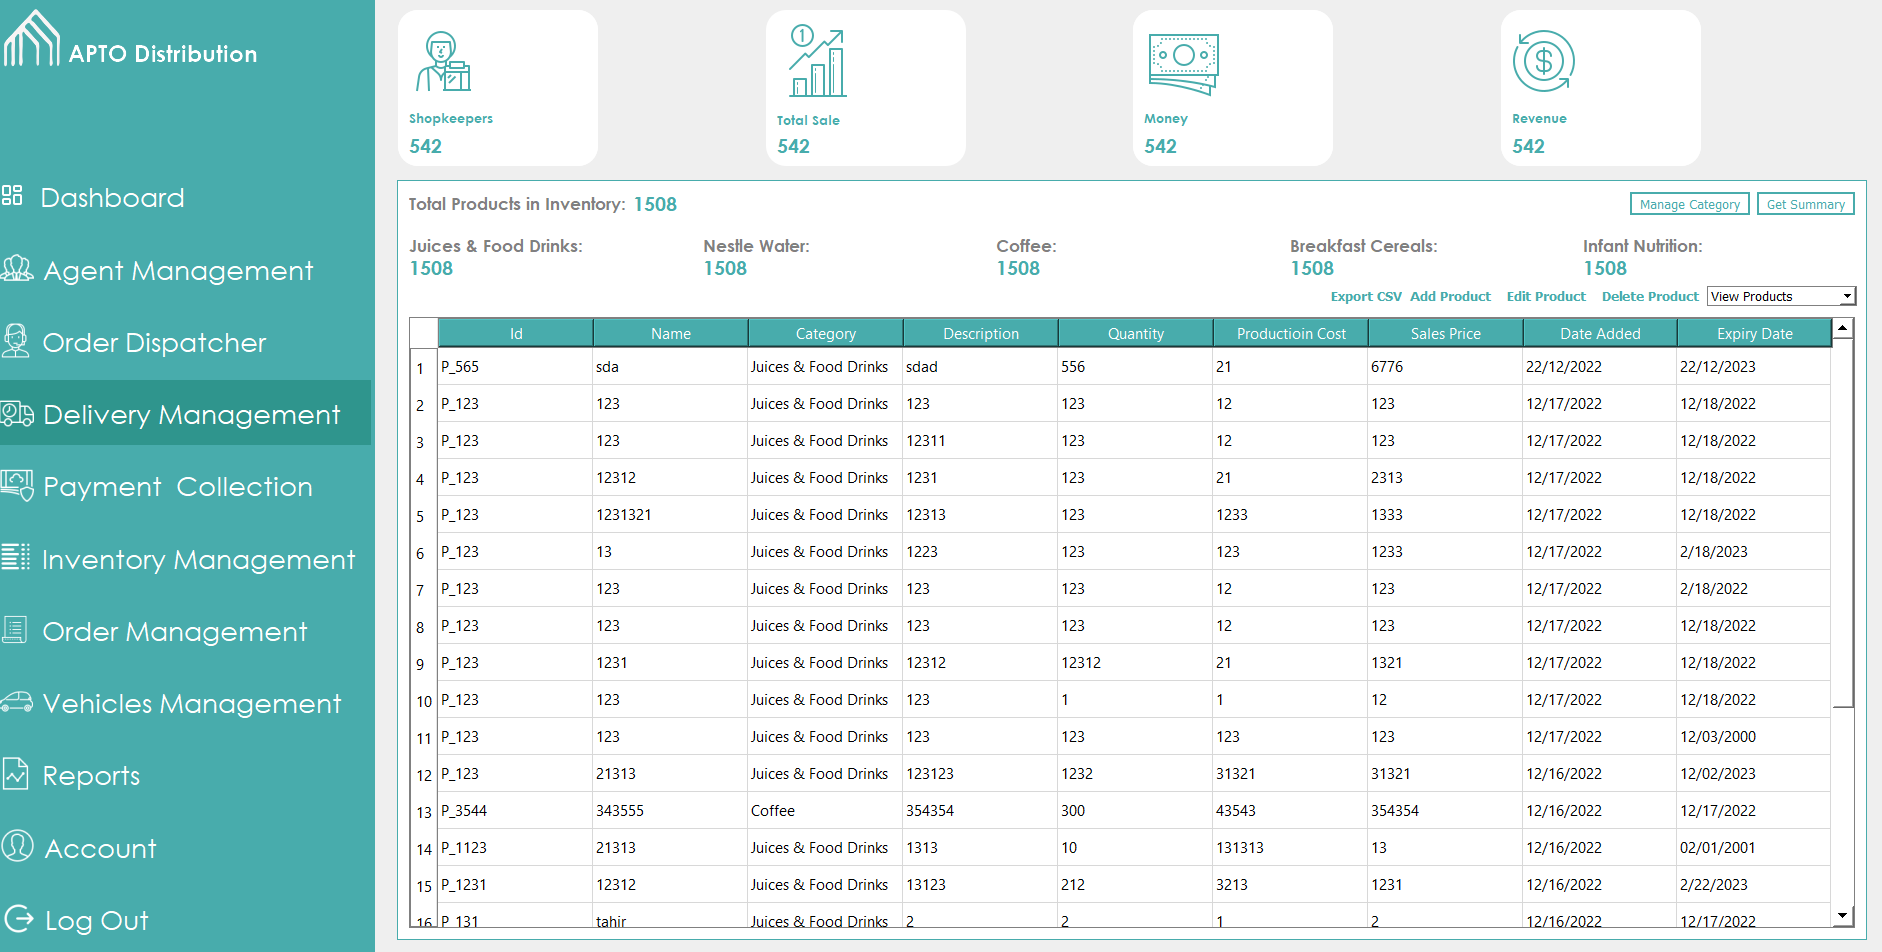 APTO Distribution
Dashboard
Agent Management
Order Dispatcher
Delivery Management
Payment Collection
Inventory Management
Order Management
Vehicles Management
Reports
Account
Log Out
Shopkeepers
542
1
Total Sale
542
Money
542
$
Revenue
542
Total Products in Inventory: 1508
Manage Category Get Summary
Juices & Food Drinks: Nestle Water: Coffee: Breakfast Cereals: Infant Nutrition:
1508 1508 1508 1508 1508
Export CSV Add Product Edit Product Delete Product View Products
Id Name Category Description Quantity Productioin Cost Sales Price Date Added Expiry Date
1 P_565 sda Juices & Food Drinks sdad 556 21 6776 22/12/2022 22/12/2023
2 P_123 123 Juices & Food Drinks 123 123 12 123 12/17/2022 12/18/2022
3 P_123 123 Juices & Food Drinks 12311 123 12 123 12/17/2022 12/18/2022
4 P_123 12312 Juices & Food Drinks 1231 123 21 2313 12/17/2022 12/18/2022
5 P_123 1231321 Juices & Food Drinks 12313 123 1233 1333 12/17/2022 12/18/2022
6 P_123 13 Juices & Food Drinks 1223 123 123 1233 12/17/2022 2/18/2023
7 P_123 123 Juices & Food Drinks 123 123 12 123 12/17/2022 2/18/2022
8 P_123 123 Juices & Food Drinks 123 123 12 123 12/17/2022 12/18/2022
9 P_123 1231 Juices & Food Drinks 12312 12312 21 1321 12/17/2022 12/18/2022
10 P_123 123 Juices & Food Drinks 123 1 1 12 12/17/2022 12/18/2022
11 P_123 123 Juices & Food Drinks 123 123 123 123 12/17/2022 12/03/2000
12 P_123 21313 Juices & Food Drinks 123123 1232 31321 31321 12/16/2022 12/02/2023
13 P_3544 343555 Coffee 354354 300 43543 354354 12/16/2022 12/17/2022
14 P_1123 21313 Juices & Food Drinks 1313 10 131313 13 12/16/2022 02/01/2001
15 P_1231 12312 Juices & Food Drinks 13123 212 3213 1231 12/16/2022 2/22/2023
16 P_131 tahir Juices & Food Drinks 2 2 1 2 12/16/2022 12/17/2022